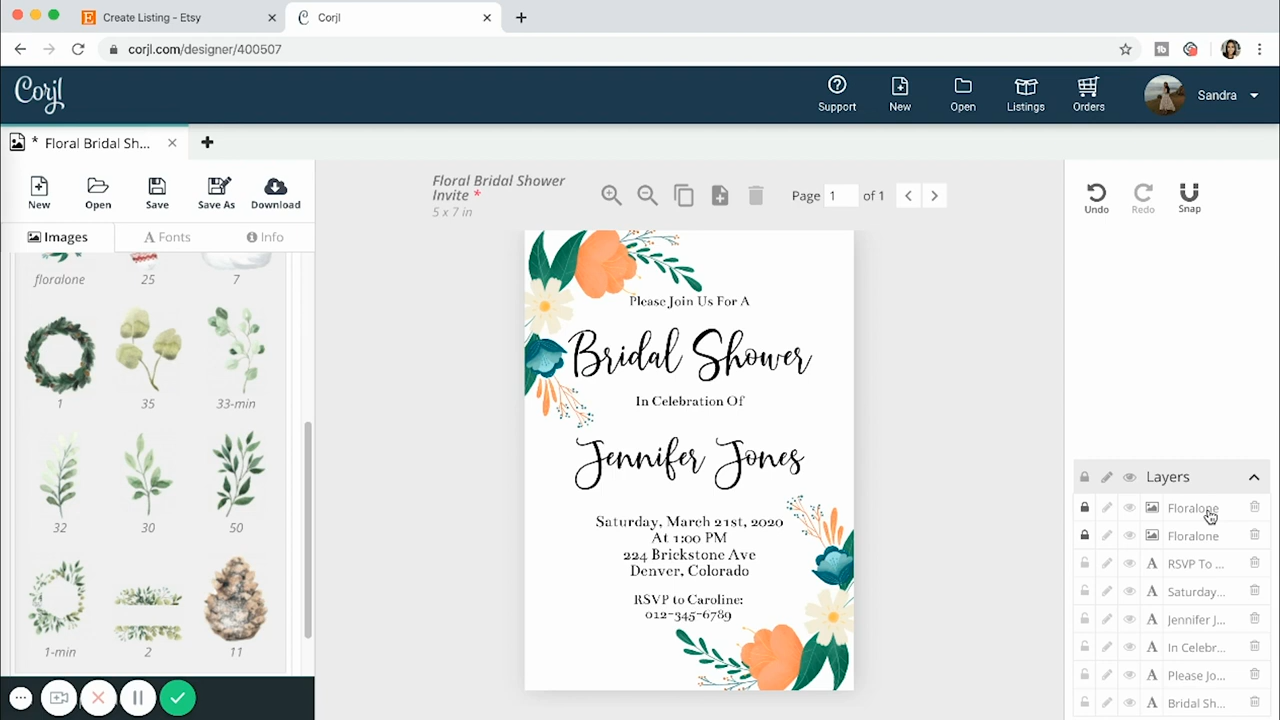 Create Listing - Etsy
Corjl
corjl.com/designer/400507
Corjl
Support
New
Open
Listings
Orders
Sandra
* Floral Bridal Sh...
New
Open
Save
Save As
Download
Images
Fonts
Info
floralone
25
7
1
35
33-min
32
30
50
1-min
2
11
Floral Bridal Shower
Invite *
5 x 7 in
Page 1 of 1
Please Join Us For A
Bridal Shower
In Celebration Of
Jennifer Jones
Saturday, March 21st, 2020
At 1:00 PM
224 Brickstone Ave
Denver, Colorado
RSVP to Caroline:
012-345-6789
Undo
Redo
Snap
Layers
Floralone
Floralone
RSVP To ...
Saturday...
Jennifer J...
In Celebr...
Please Jo...
Bridal Sh...